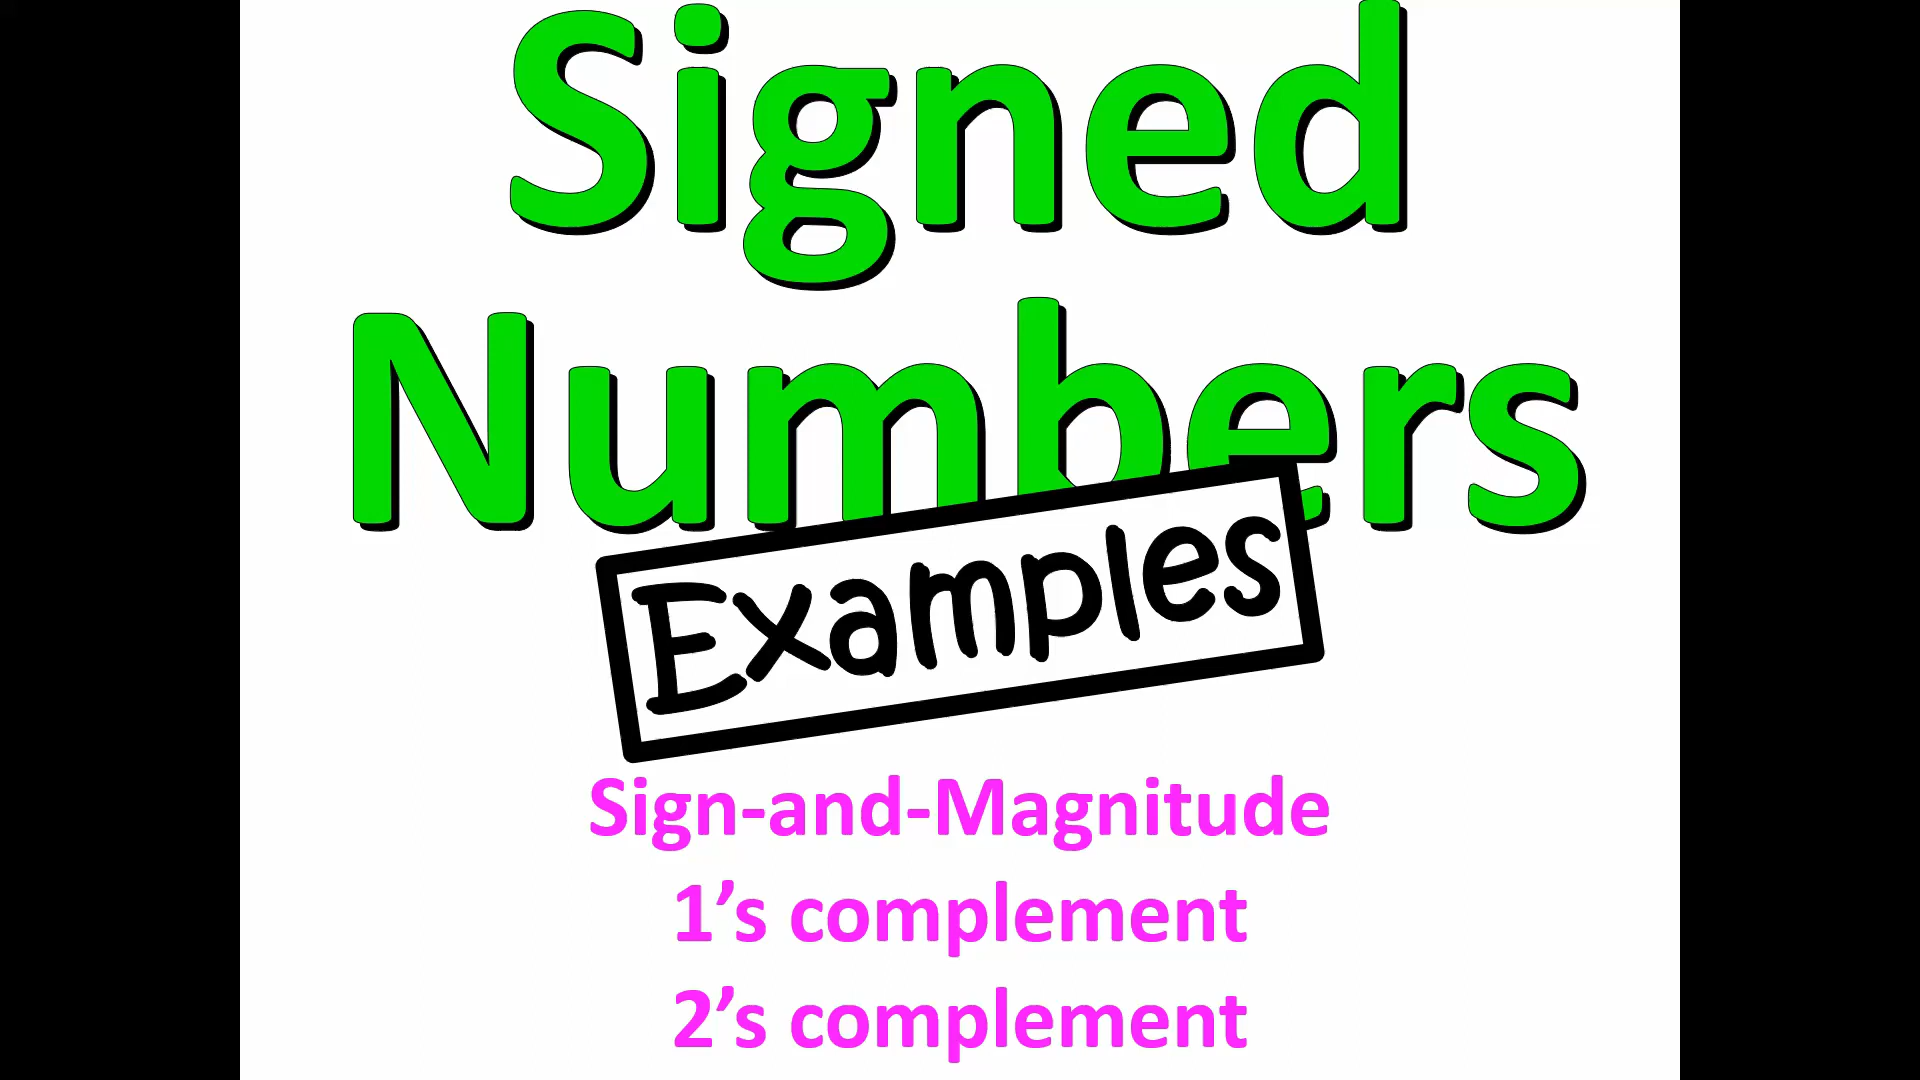 Signed
Numbers
Examples
Sign-and-Magnitude
1’s complement
2’s complement